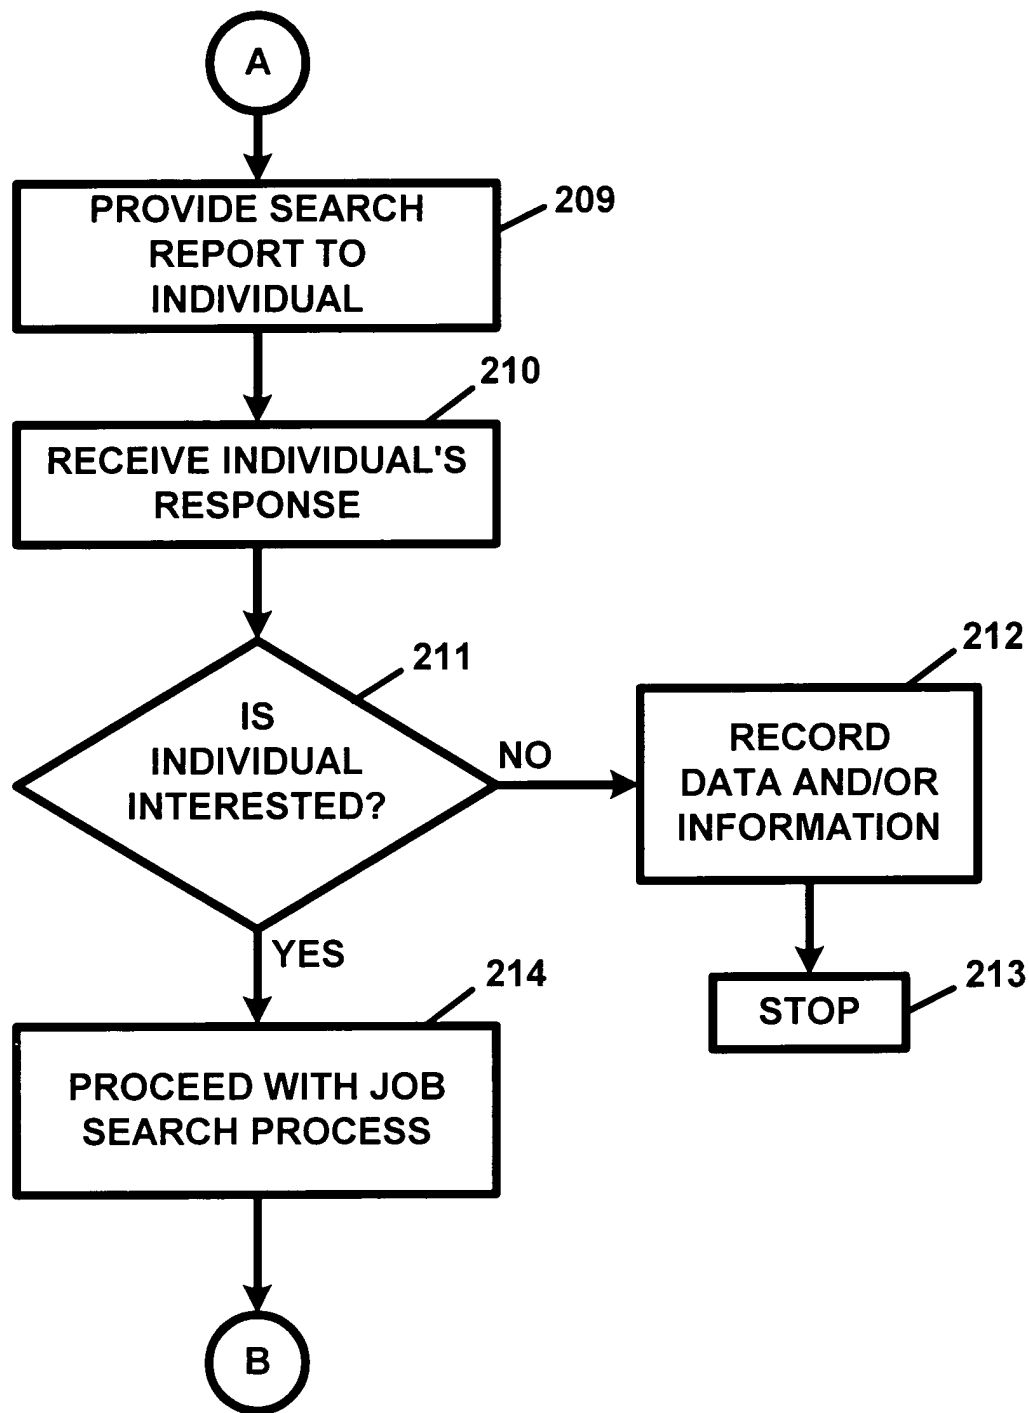 A
PROVIDE SEARCH
REPORT TO
INDIVIDUAL
209
210
RECEIVE INDIVIDUAL'S
RESPONSE
211
IS
INDIVIDUAL
INTERESTED?
NO
212
RECORD
DATA AND/OR
INFORMATION
YES
213
STOP
214
PROCEED WITH JOB
SEARCH PROCESS
B